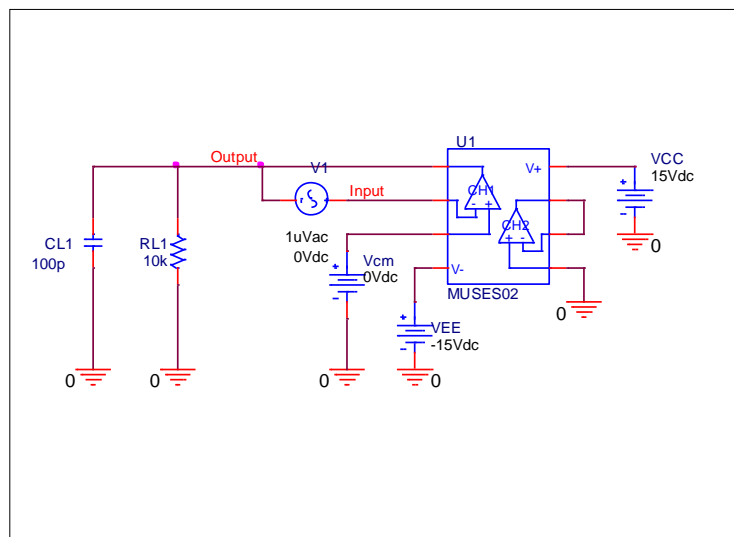 U1
Output
V1
VCC
15Vdc
V+
+
-
Input
CH1
- +
CH2
+ -
0
CL1
100p
RL1
10k
1uVac
0Vdc
Vcm
0Vdc
+
-
V-
MUSES02
0
VEE
-15Vdc
+
-
0
0
0
0